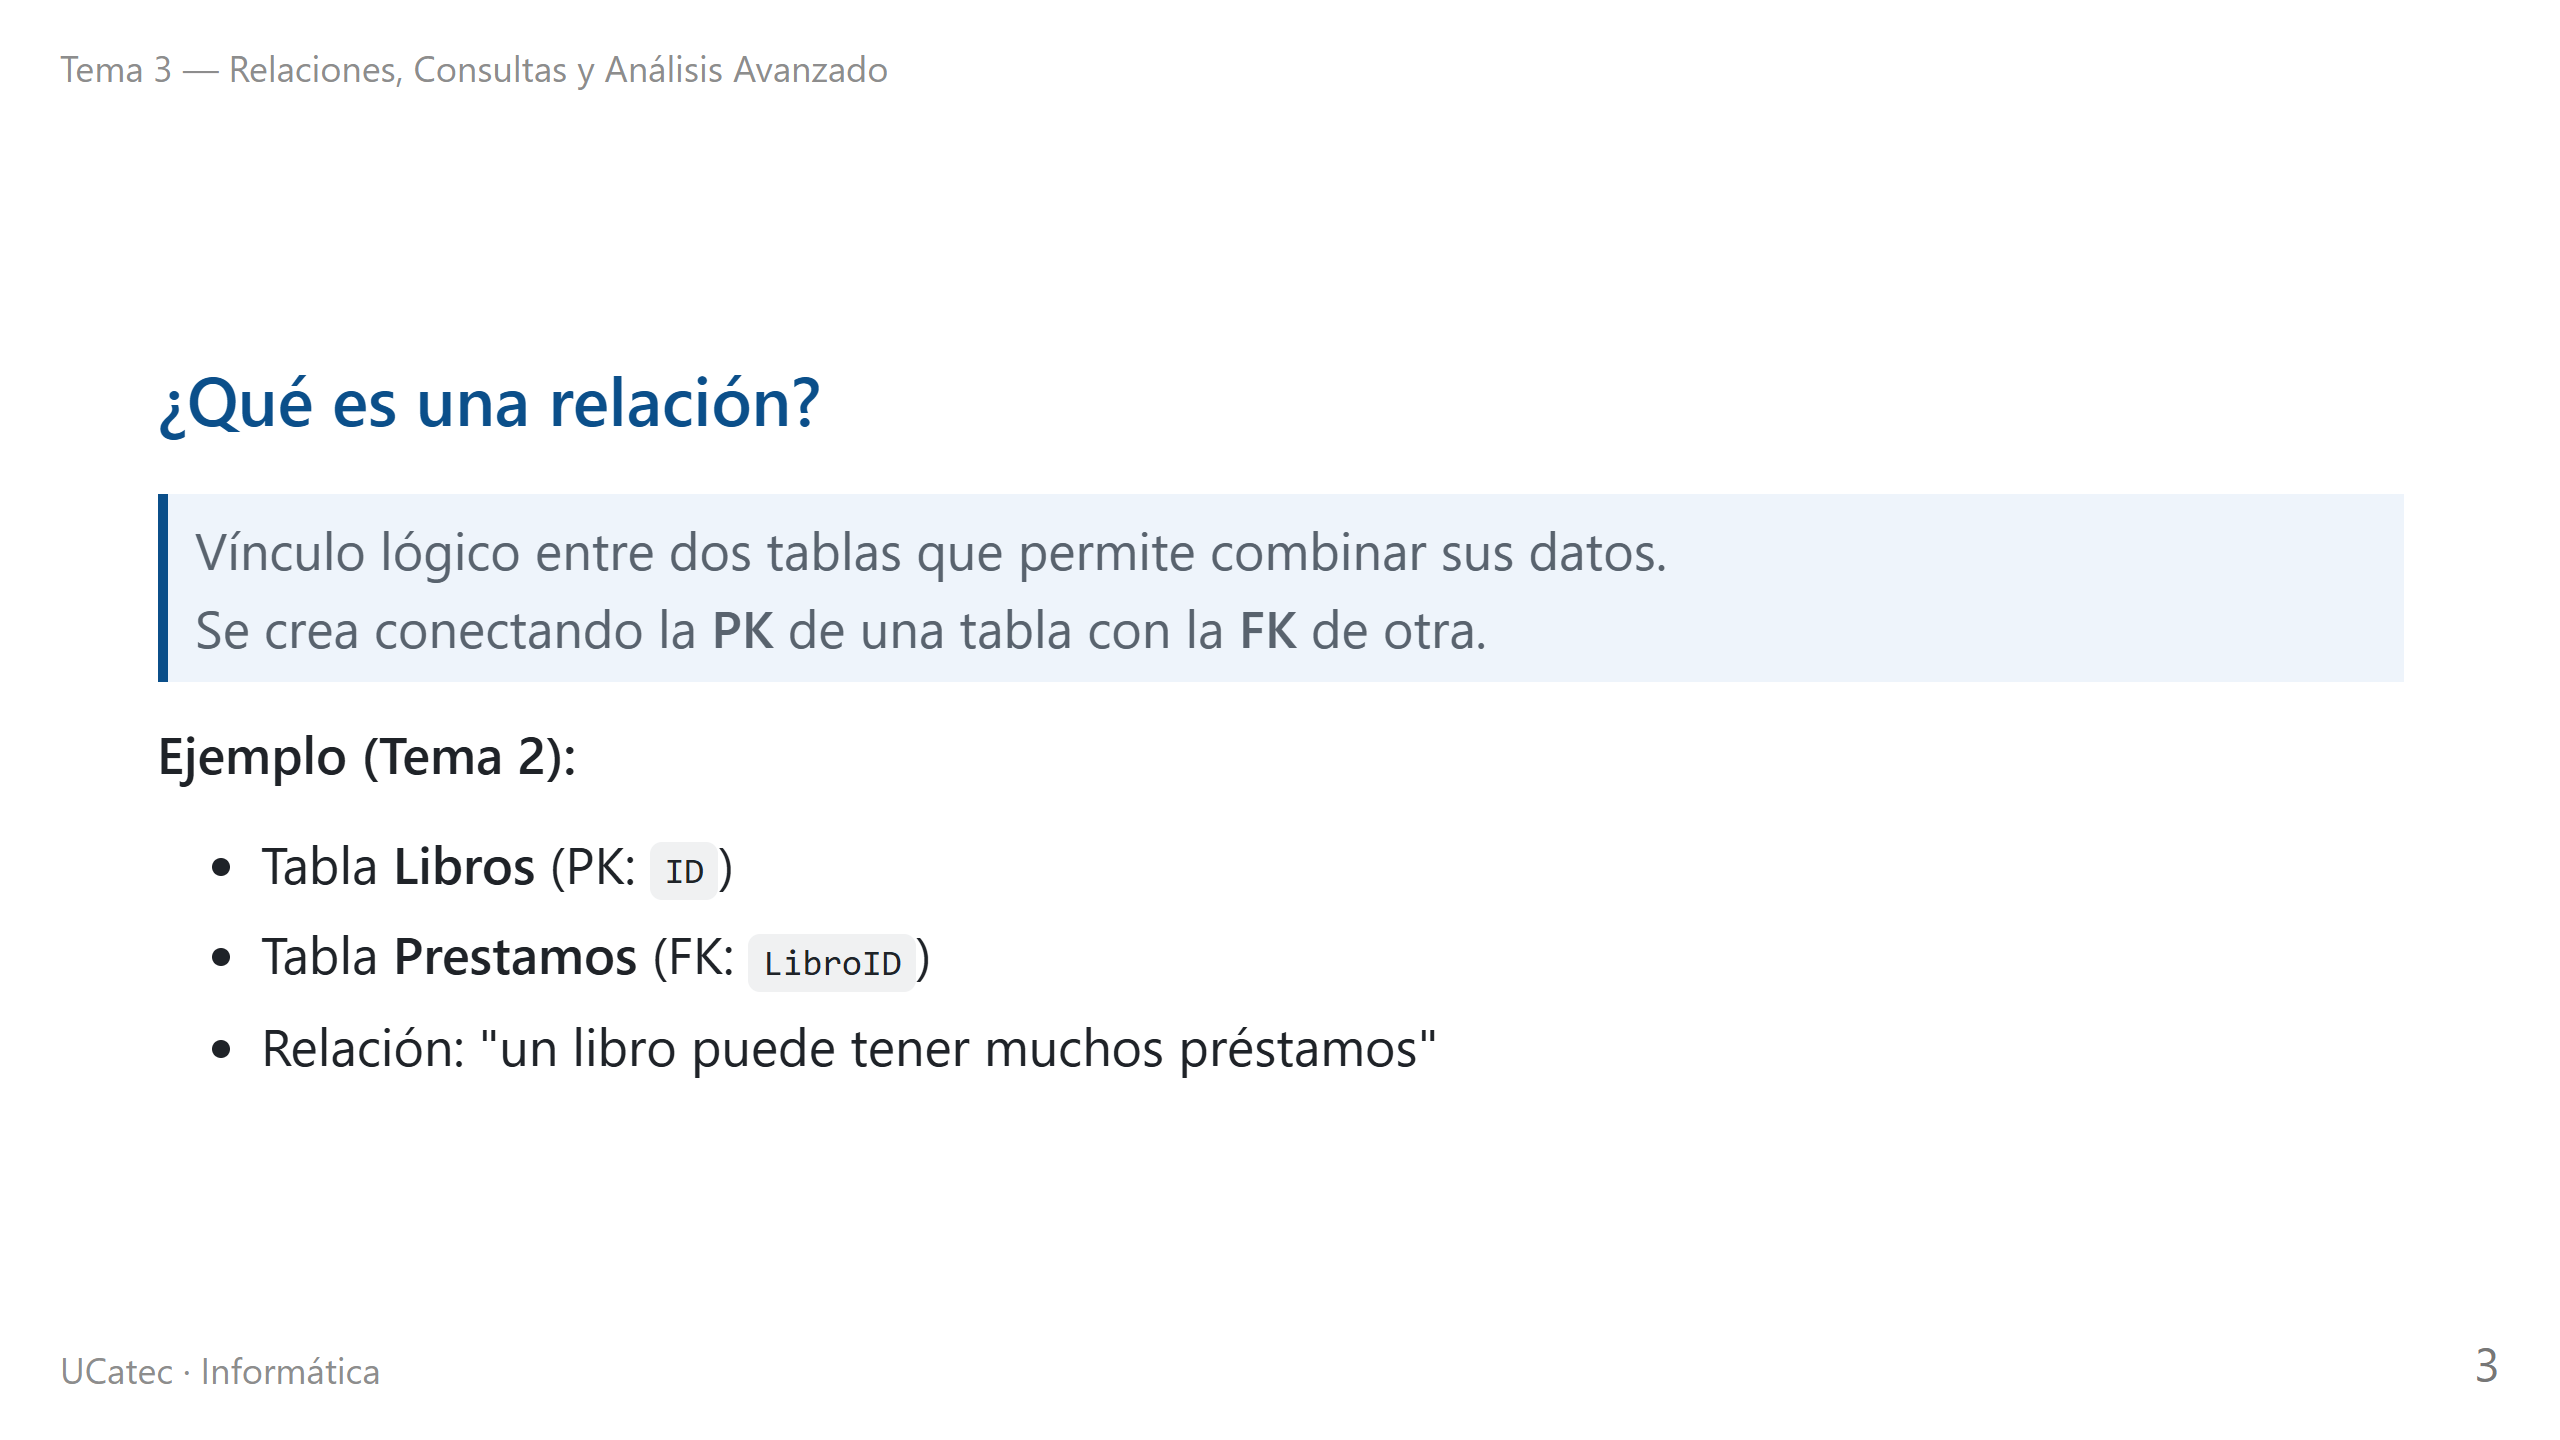 Tema 3 — Relaciones, Consultas y Análisis Avanzado
¿Qué es una relación?
Vínculo lógico entre dos tablas que permite combinar sus datos.
Se crea conectando la PK de una tabla con la FK de otra.
Ejemplo (Tema 2):
• Tabla Libros (PK: ID)
• Tabla Prestamos (FK: LibroID)
• Relación: "un libro puede tener muchos préstamos"
UCatec · Informática
3